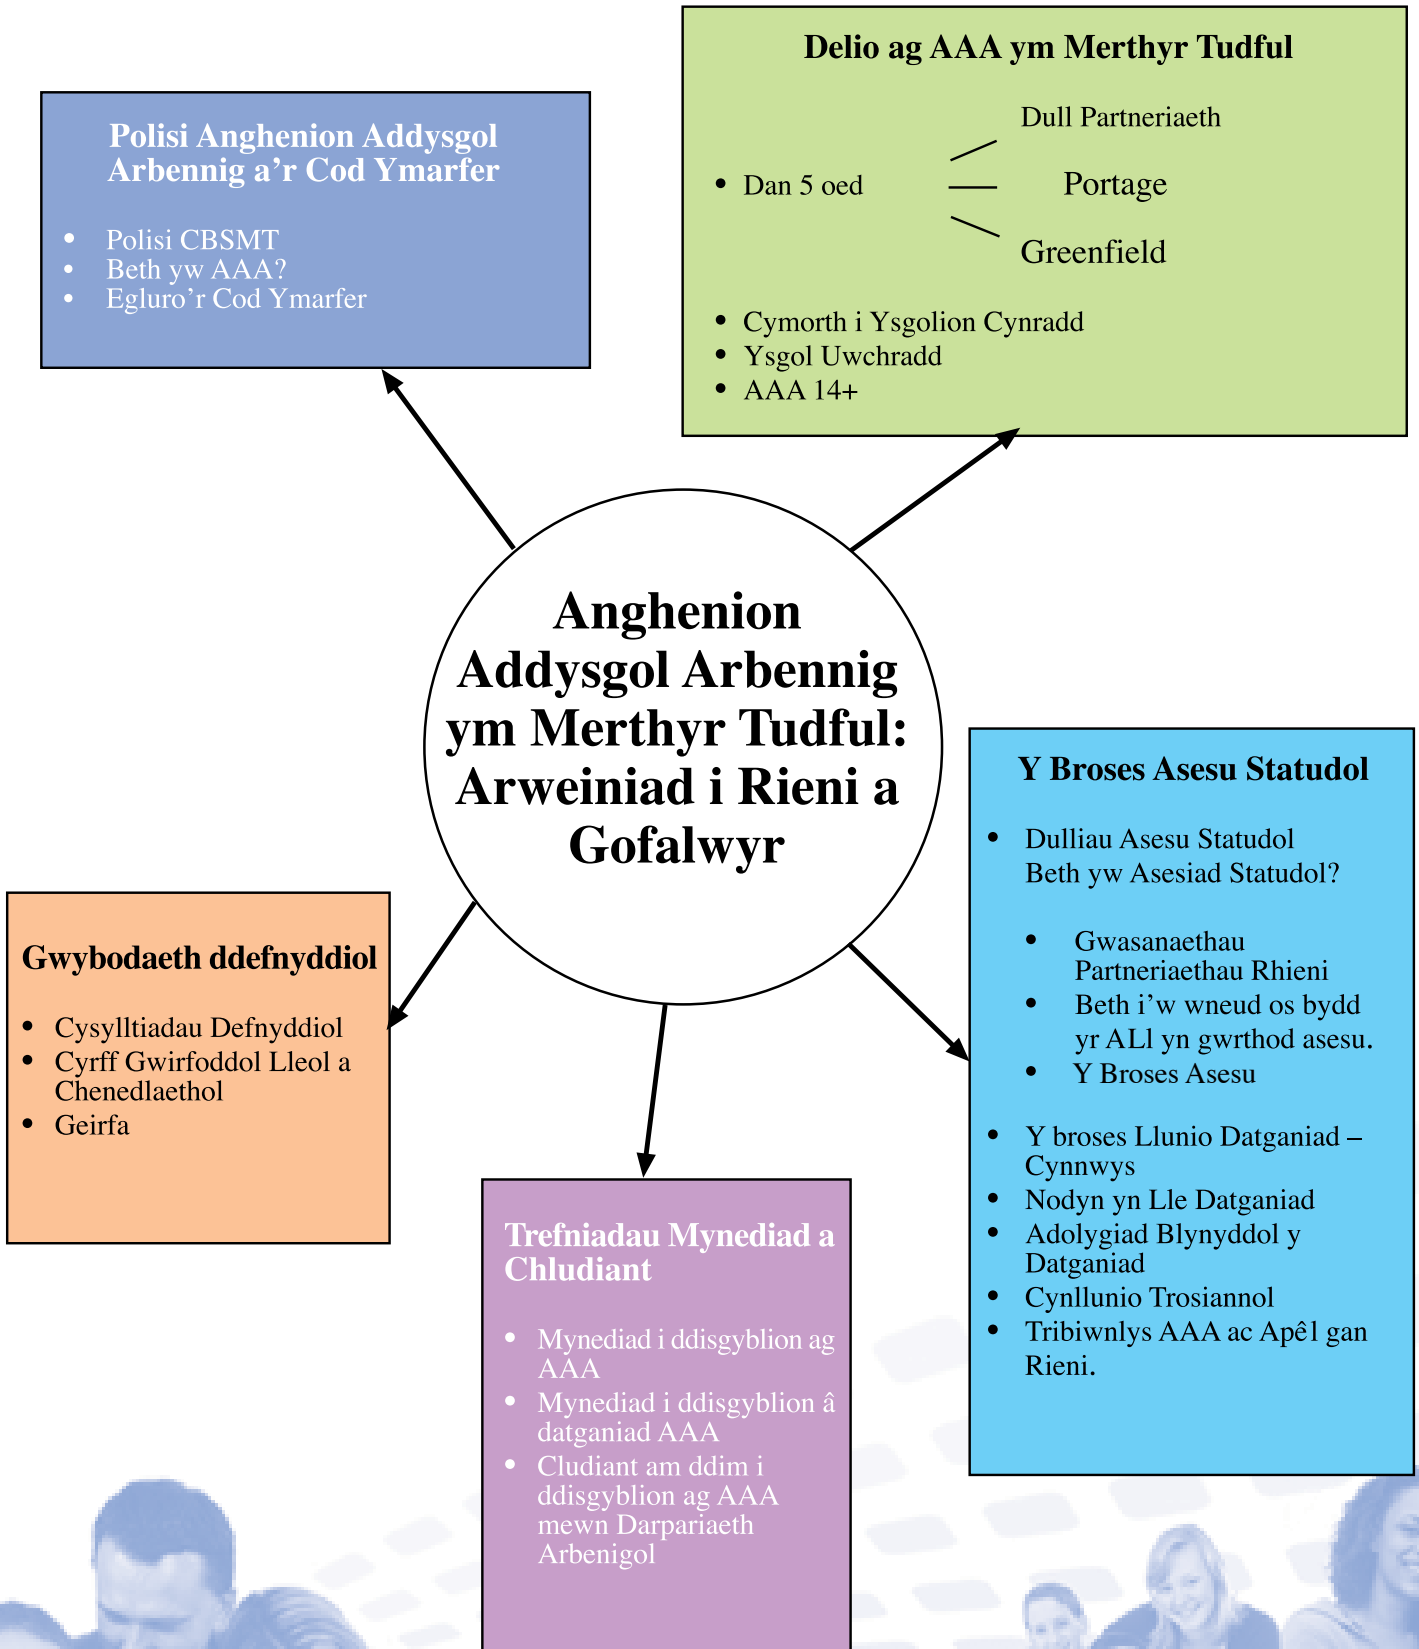 Delio ag AAA ym Merthyr Tudful
Dull Partneriaeth
• Dan 5 oed
Portage
Greenfield
• Cymorth i Ysgolion Cynradd
• Ysgol Uwchradd
• AAA 14+
Polisi Anghenion Addysgol
Arbennig a’r Cod Ymarfer
• Polisi CBSMT
• Beth yw AAA?
• Egluro’r Cod Ymarfer
Anghenion
Addysgol Arbennig
ym Merthyr Tudful:
Arweiniad i Rieni a
Gofalwyr
Y Broses Asesu Statudol
• Dulliau Asesu Statudol
Beth yw Asesiad Statudol?
• Gwasanaethau
Partneriaethau Rhieni
• Beth i’w wneud os bydd
yr ALl yn gwrthod asesu.
• Y Broses Asesu
• Y broses Llunio Datganiad –
Cynnwys
• Nodyn yn Lle Datganiad
• Adolygiad Blynyddol y
Datganiad
• Cynllunio Trosiannol
• Tribiwnlys AAA ac Apêl gan
Rieni.
Gwybodaeth ddefnyddiol
• Cysylltiadau Defnyddiol
• Cyrff Gwirfoddol Lleol a
Chenedlaethol
• Geirfa
Trefniadau Mynediad a
Chludiant
• Mynediad i ddisgyblion ag
AAA
• Mynediad i ddisgyblion â
datganiad AAA
• Cludiant am ddim i
ddisgyblion ag AAA
mewn Darpariaeth
Arbenigol